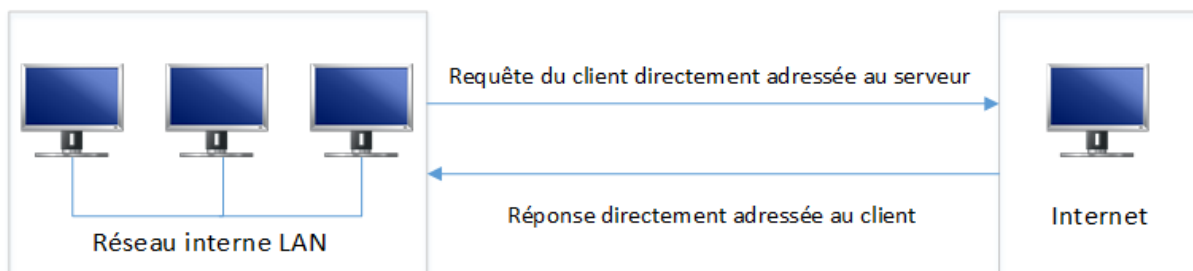 Requête du client directement adressée au serveur
Réponse directement adressée au client
Réseau interne LAN
Internet